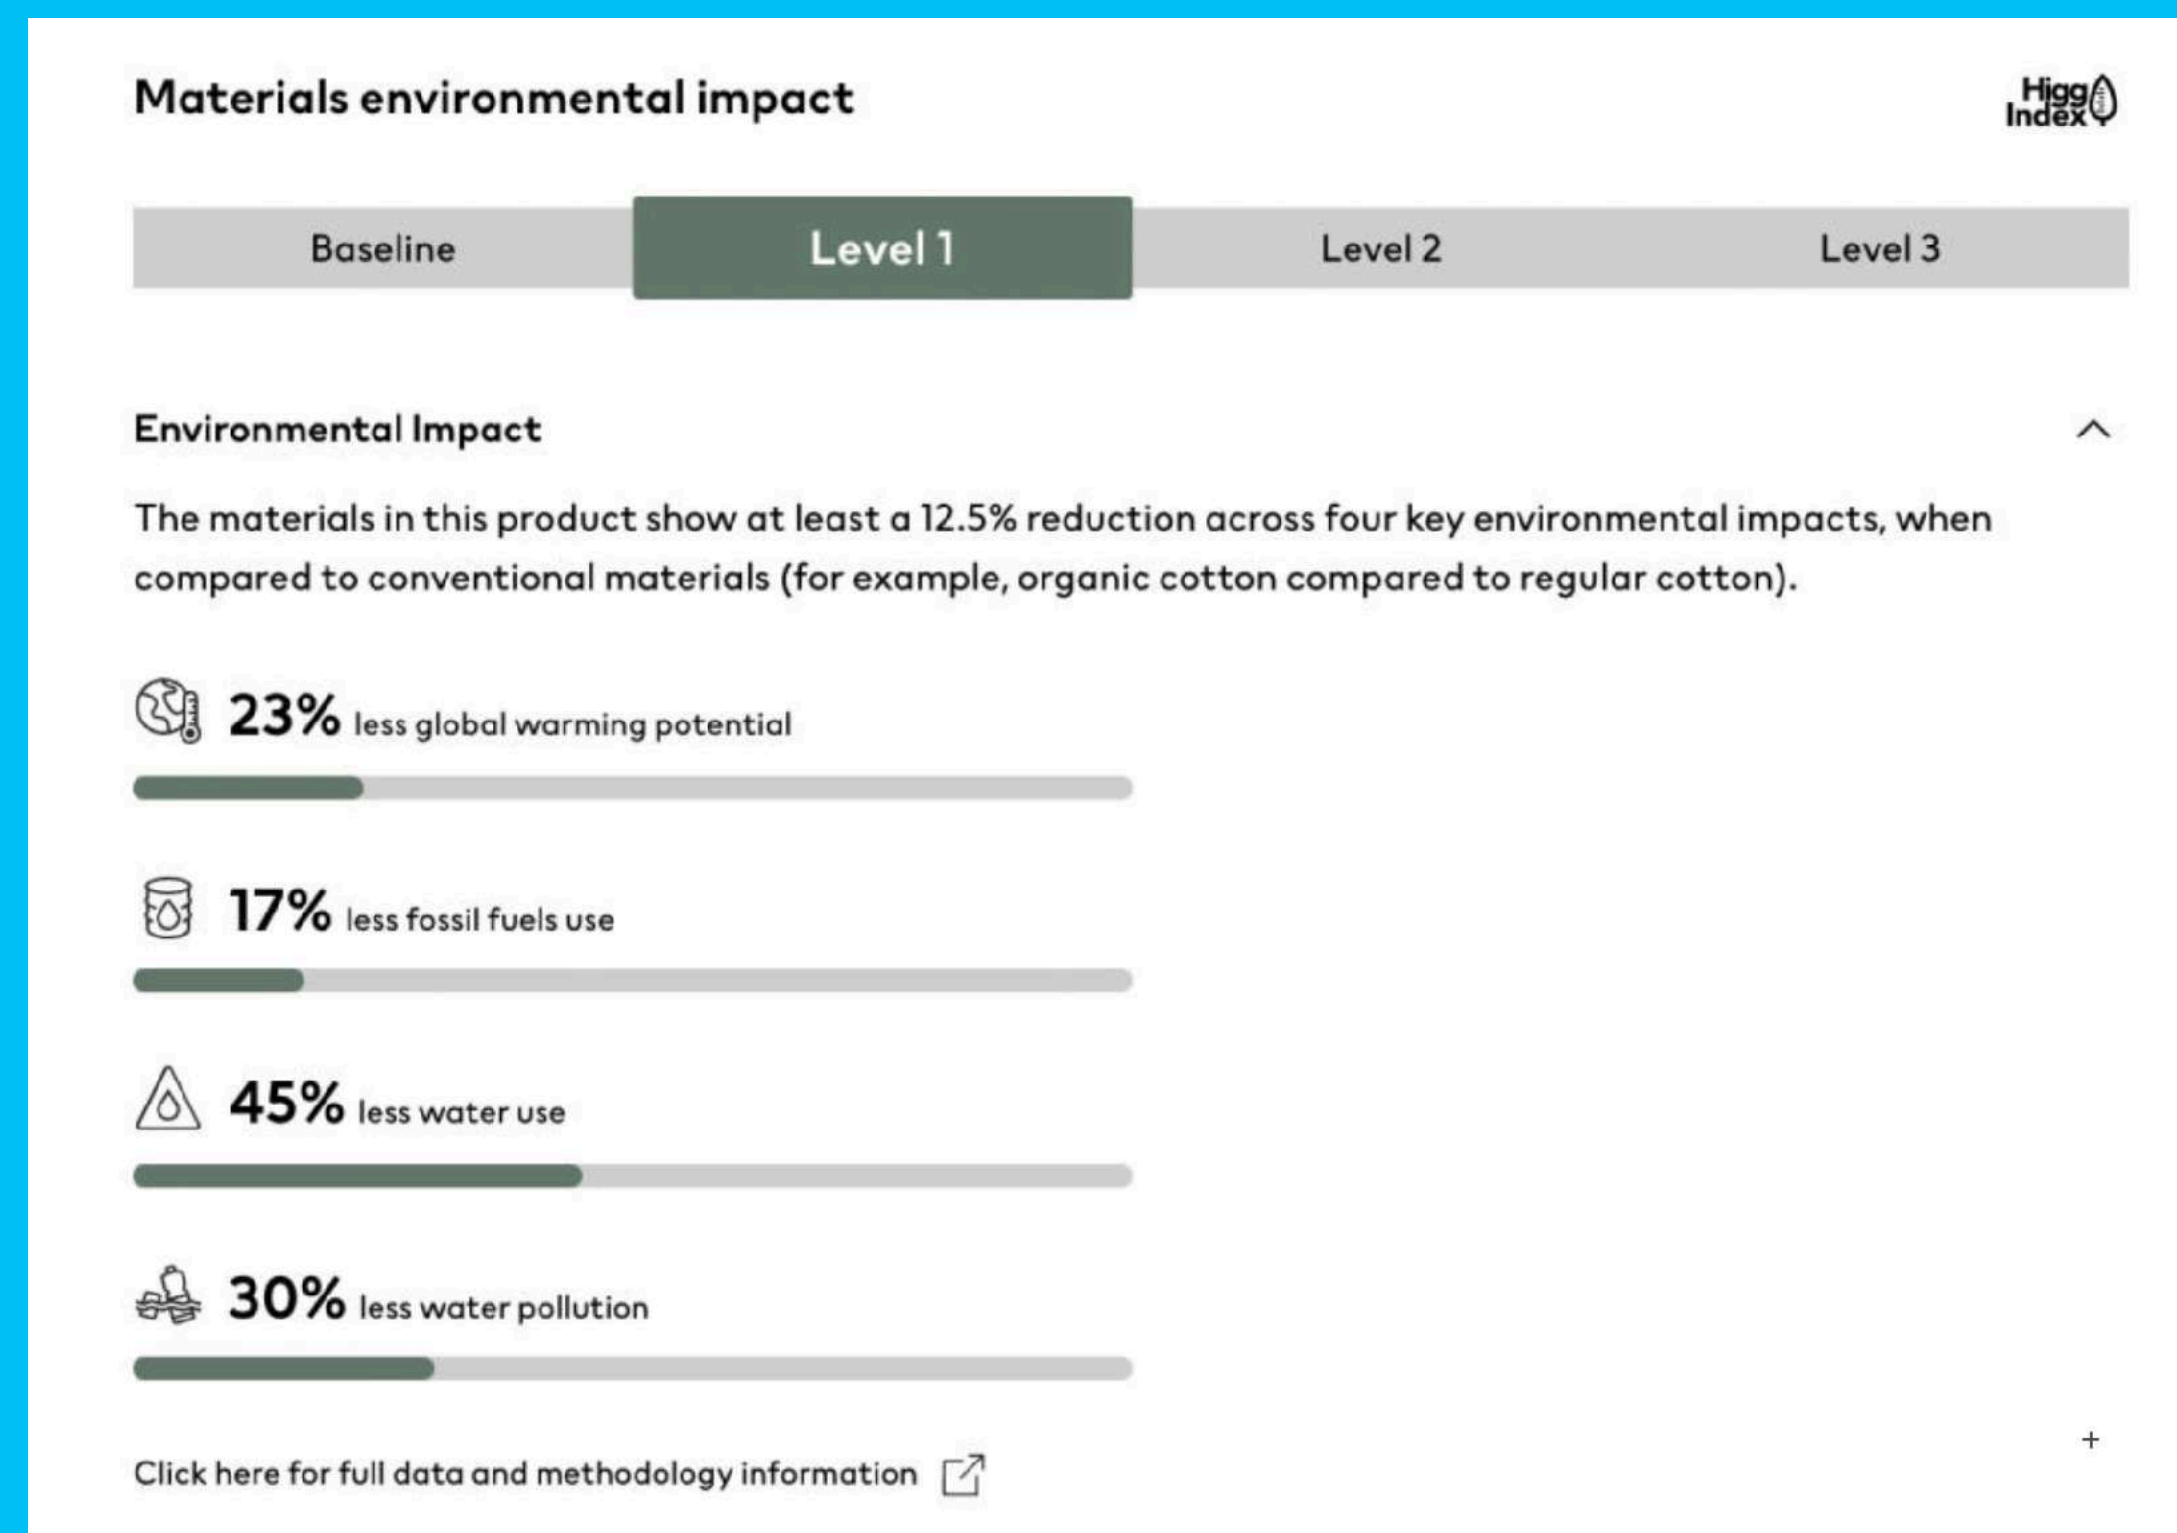 Materials environmental impact
Higg
Index
Baseline
Level 1
Level 2
Level 3
Environmental Impact
The materials in this product show at least a 12.5% reduction across four key environmental impacts, when
compared to conventional materials (for example, organic cotton compared to regular cotton).
23% less global warming potential
17% less fossil fuels use
45% less water use
30% less water pollution
+
Click here for full data and methodology information